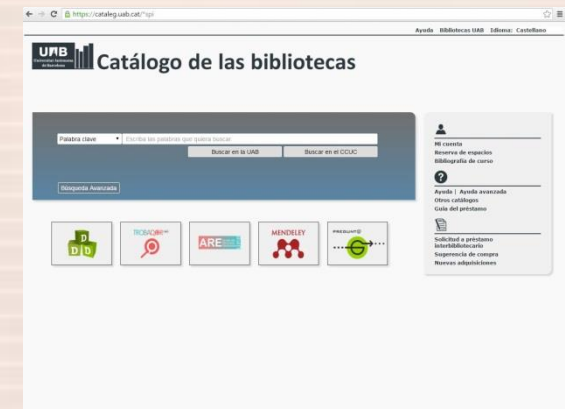 https://cataleg.uab.cat/*spi
Ayuda Bibliotecas UAB Idioma: Castellano
UAB
Universitat Autònoma
de Barcelona
Catálogo de las bibliotecas
Palabra clave
Escriba las palabras que quiera buscar
Buscar en la UAB
Buscar en el CCUC
Búsqueda Avanzada
Mi cuenta
Reserva de espacios
Bibliografía de curso
?
Ayuda | Ayuda avanzada
Otros catálogos
Guía del préstamo
Solicitud a préstamo
interbibliotecario
Sugerencia de compra
Nuevas adquisiciones
D
D D
TROBADOR
ARE
MENDELEY
PREGUNT@